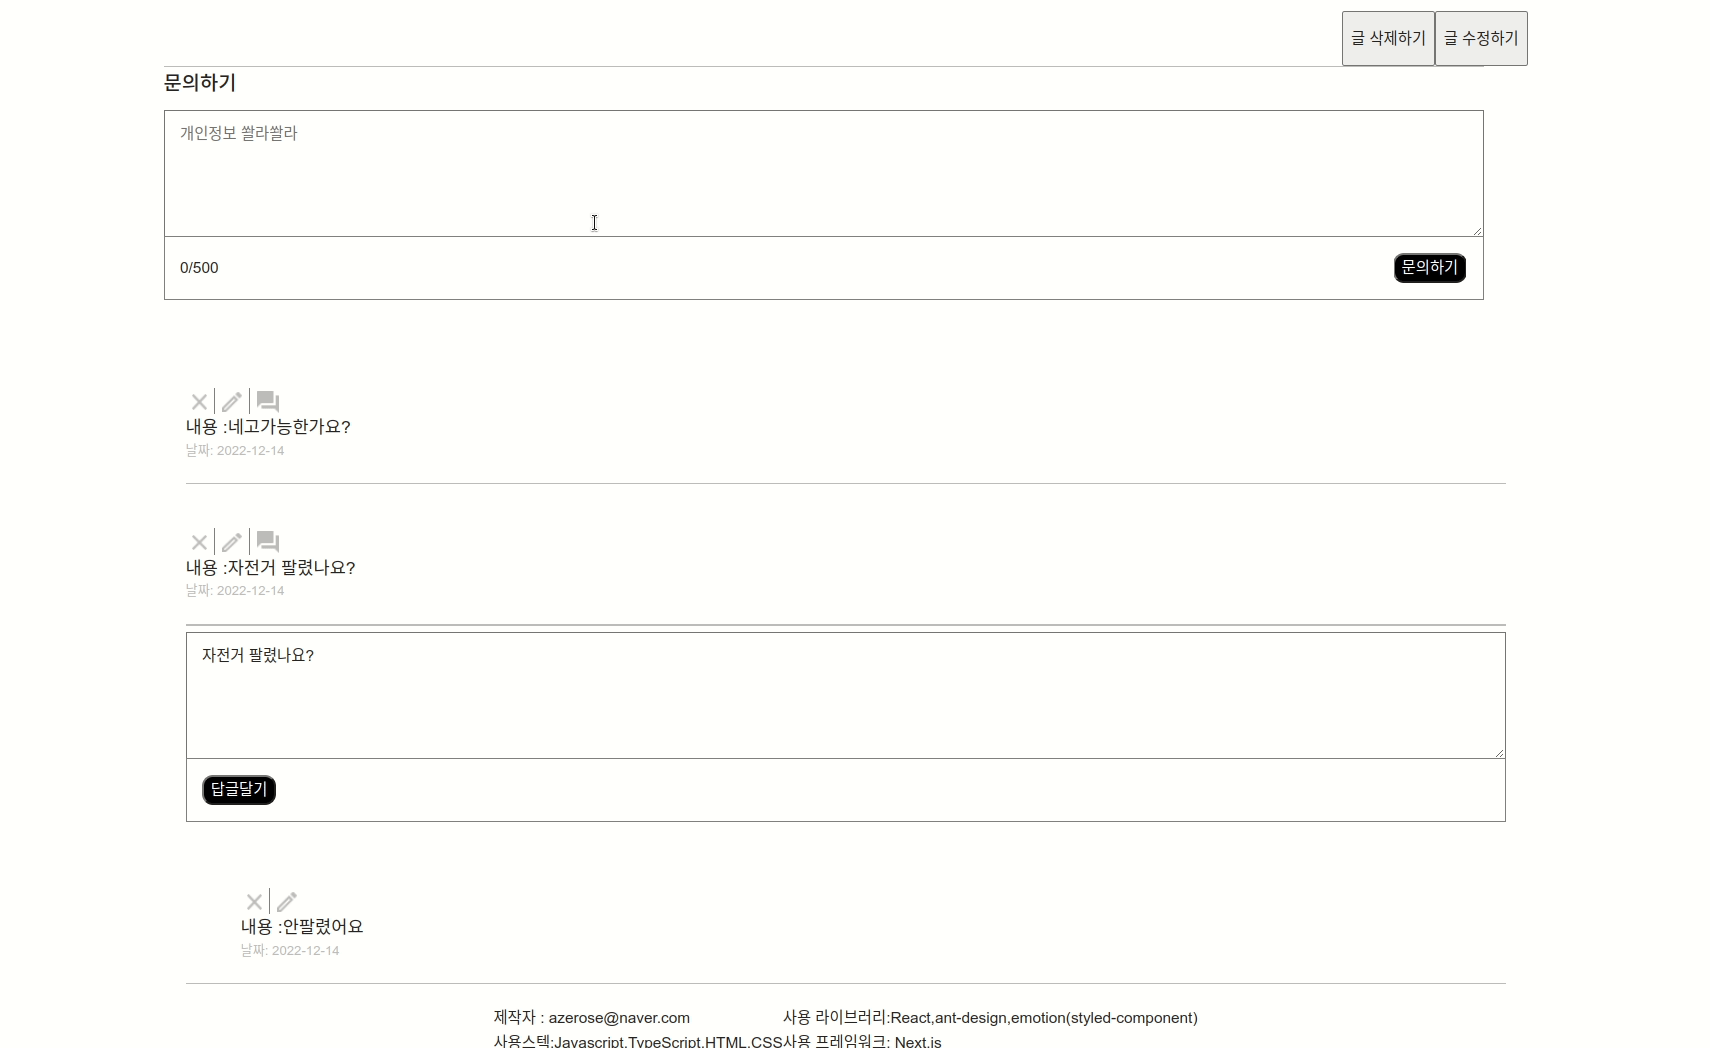 글 삭제하기 글 수정하기
문의하기
개인정보 쏼라쏼라
0/500 문의하기
내용 :네고가능한가요?
날짜: 2022-12-14
내용 :자전거 팔렸나요?
날짜: 2022-12-14
자전거 팔렸나요?
답글달기
내용 :안팔렸어요
날짜: 2022-12-14
제작자 : azerose@naver.com 사용 라이브러리:React,ant-design,emotion(styled-component)
사용스텍:Javascript,TypeScript,HTML,CSS사용 프레임워크: Next.js